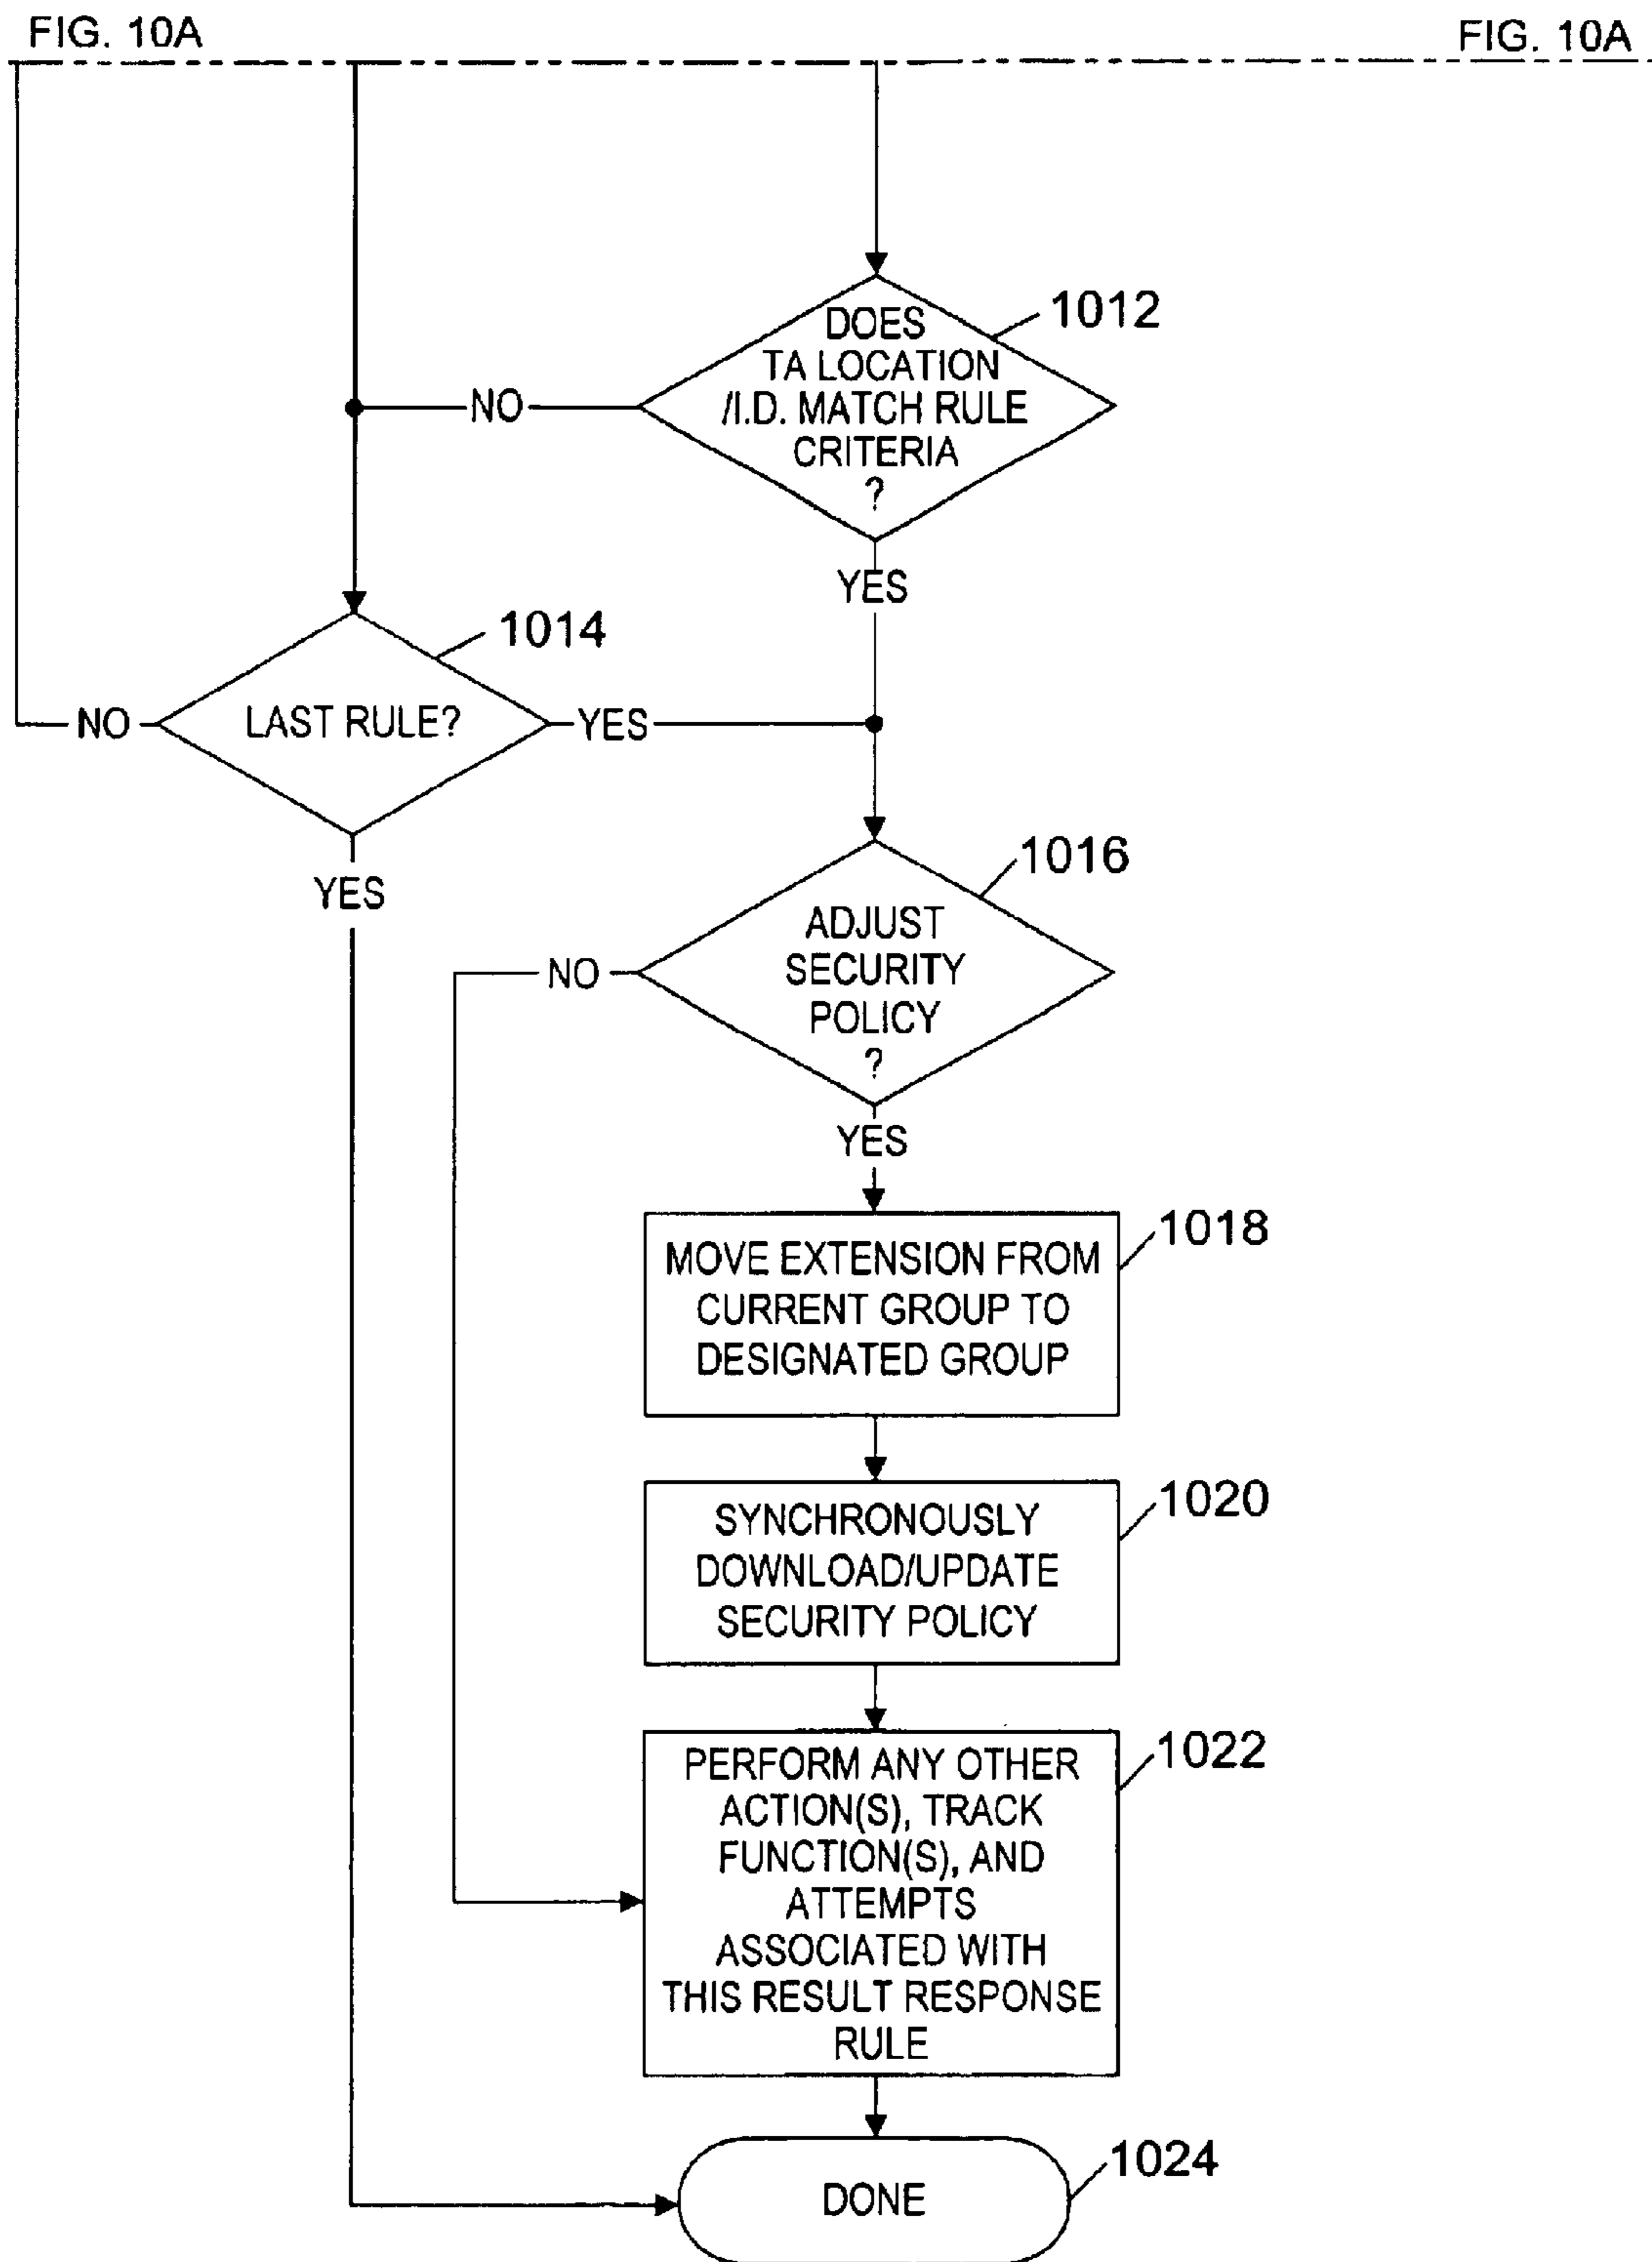 FIG. 10A
FIG. 10A
DOES
TA LOCATION
/I.D. MATCH RULE
CRITERIA
?
1012
NO
YES
1014
LAST RULE?
NO
YES
YES
1016
ADJUST
SECURITY
POLICY
?
NO
YES
1018
MOVE EXTENSION FROM
CURRENT GROUP TO
DESIGNATED GROUP
1020
SYNCHRONOUSLY
DOWNLOAD/UPDATE
SECURITY POLICY
1022
PERFORM ANY OTHER
ACTION(S), TRACK
FUNCTION(S), AND
ATTEMPTS
ASSOCIATED WITH
THIS RESULT RESPONSE
RULE
1024
DONE